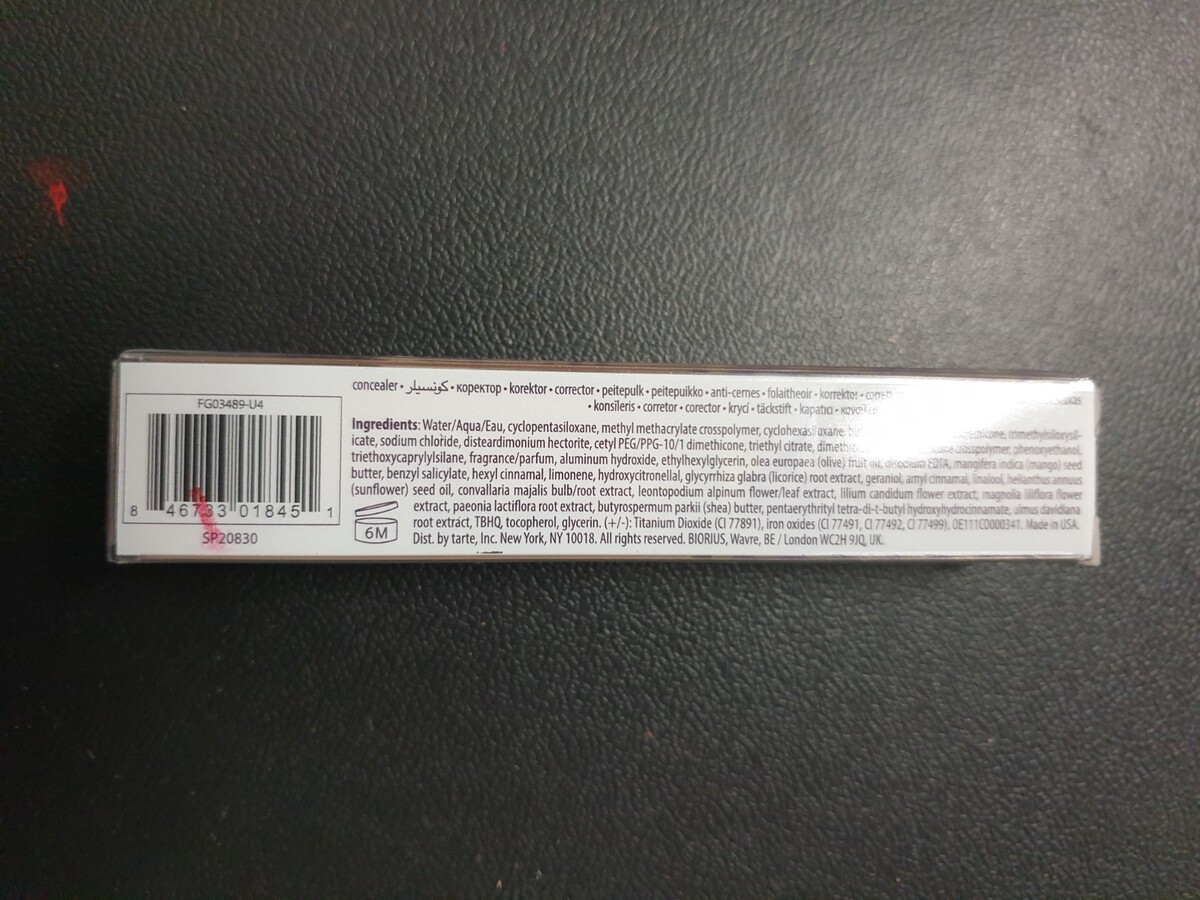 FG03489-U4
8 46733 01845 1
SP20830
concealer • كونسيلر • коректор • korektor • corrector • peitepulk • peitepuikko • anti-cernes • folaitheoir • korrektor •
• konsīleris • corretor • corector • krycí • täckstift • kapatıcı •
Ingredients: Water/Aqua/Eau, cyclopentasiloxane, methyl methacrylate crosspolymer, cyclohexasiloxane, trimethylsiloxysil-
icate, sodium chloride, disteardimonium hectorite, cetyl PEG/PPG-10/1 dimethicone, triethyl citrate, crosspolymer, phenoxyethanol,
triethoxycaprylylsilane, fragrance/parfum, aluminum hydroxide, ethylhexylglycerin, olea europaea (olive) fruit oil, disodium EDTA, mangifera indica (mango) seed
butter, benzyl salicylate, hexyl cinnamal, limonene, hydroxycitronellal, glycyrrhiza glabra (licorice) root extract, geraniol, amyl cinnamal, linalool, helianthus annuus
(sunflower) seed oil, convallaria majalis bulb/root extract, leontopodium alpinum flower/leaf extract, lilium candidum flower extract, magnolia liliflora flower
extract, paeonia lactiflora root extract, butyrospermum parkii (shea) butter, pentaerythrityl tetra-di-t-butyl hydroxyhydrocinnamate, ulmus davidiana
root extract, TBHQ, tocopherol, glycerin. (+/-): Titanium Dioxide (CI 77891), iron oxides (CI 77491, CI 77492, CI 77499). 0E111C0000341. Made in USA.
Dist. by tarte, Inc. New York, NY 10018. All rights reserved. BIORIUS, Wavre, BE / London WC2H 9JQ, UK.
6M